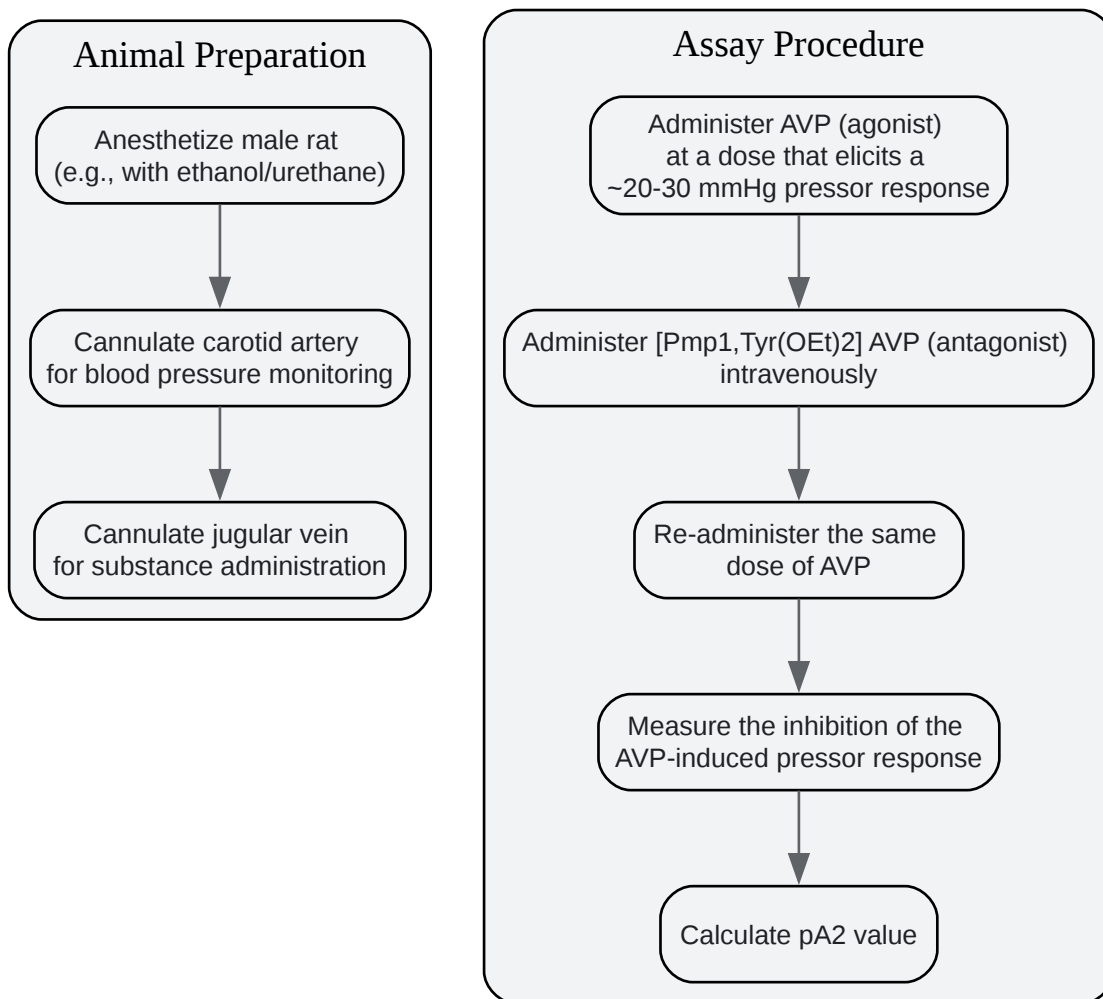 Animal Preparation
Anesthetize male rat
(e.g., with ethanol/urethane)
Cannulate carotid artery
for blood pressure monitoring
Cannulate jugular vein
for substance administration
Assay Procedure
Administer AVP (agonist)
at a dose that elicits a
~20-30 mmHg pressor response
Administer [Pmp1,Tyr(OEt)2] AVP (antagonist)
intravenously
Re-administer the same
dose of AVP
Measure the inhibition of the
AVP-induced pressor response
Calculate pA2 value